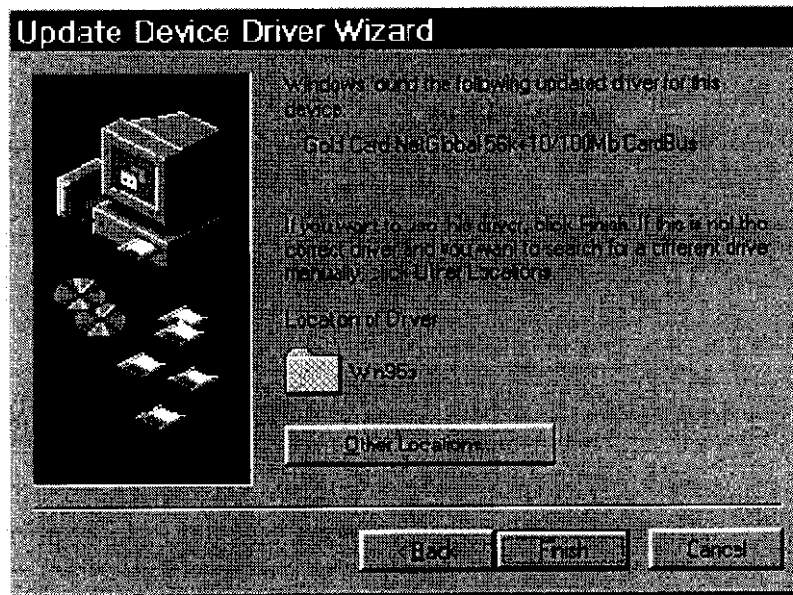 Update Device Driver Wizard
Windows found the following updated driver for this
device:
Gold Card NetGlobal 56k+10/100Mb CardBus
If you want to use this driver, click Finish. If this is not the
correct driver and you want to search for a different driver
manually, click Other Locations.
Location of Driver:
Win95b
Other Locations...
< Back
Finish
Cancel